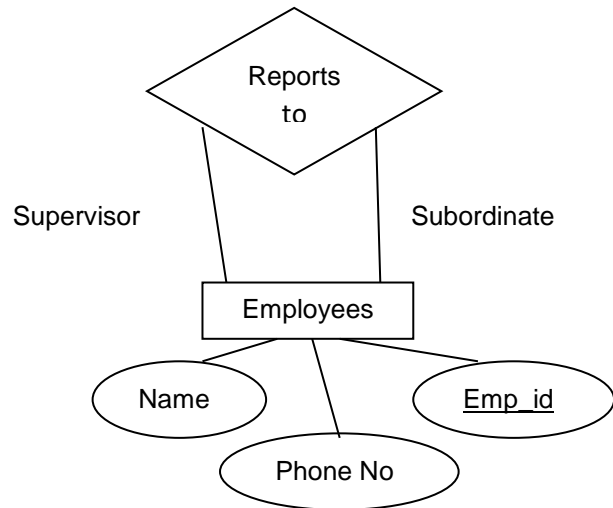 Reports
to
Supervisor
Subordinate
Employees
Name
Emp_id
Phone No